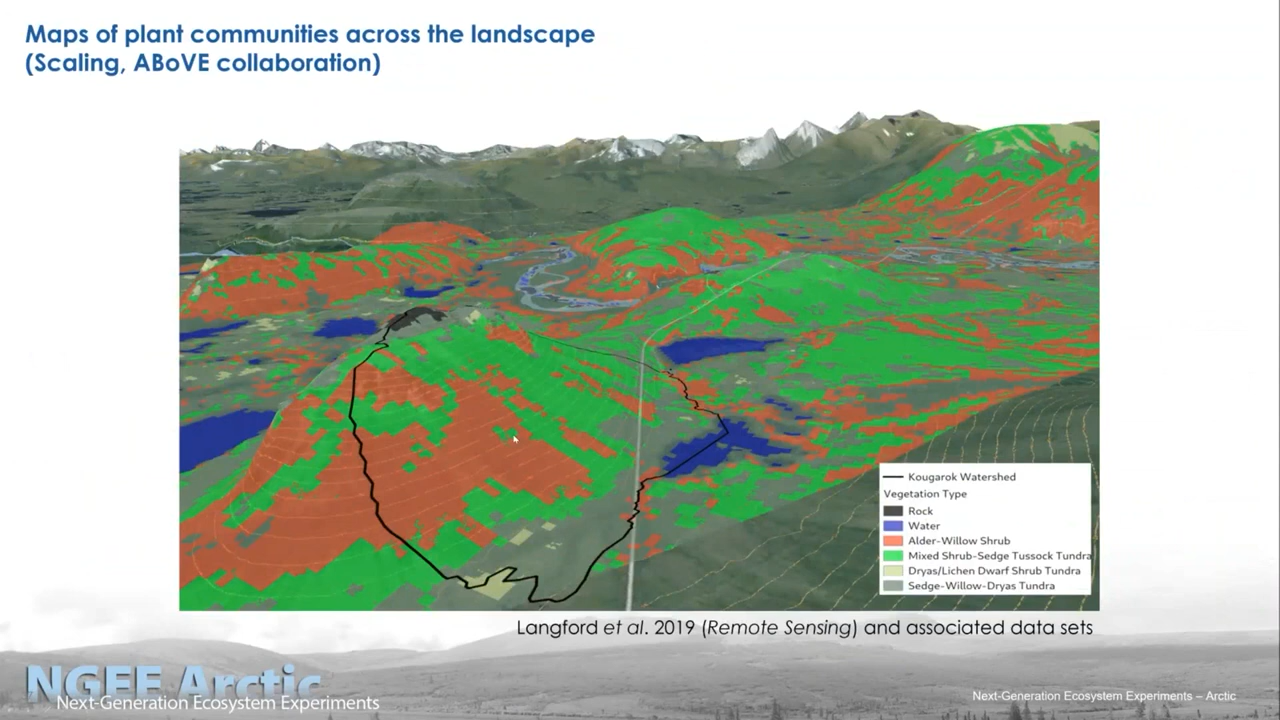 Maps of plant communities across the landscape
(Scaling, ABoVE collaboration)
Kougarok Watershed
Vegetation Type
Rock
Water
Alder-Willow Shrub
Mixed Shrub-Sedge Tussock Tundra
Dryas/Lichen Dwarf Shrub Tundra
Sedge-Willow-Dryas Tundra
Langford et al. 2019 (Remote Sensing) and associated data sets
NGEE Arctic
Next-Generation Ecosystem Experiments
Next-Generation Ecosystem Experiments – Arctic